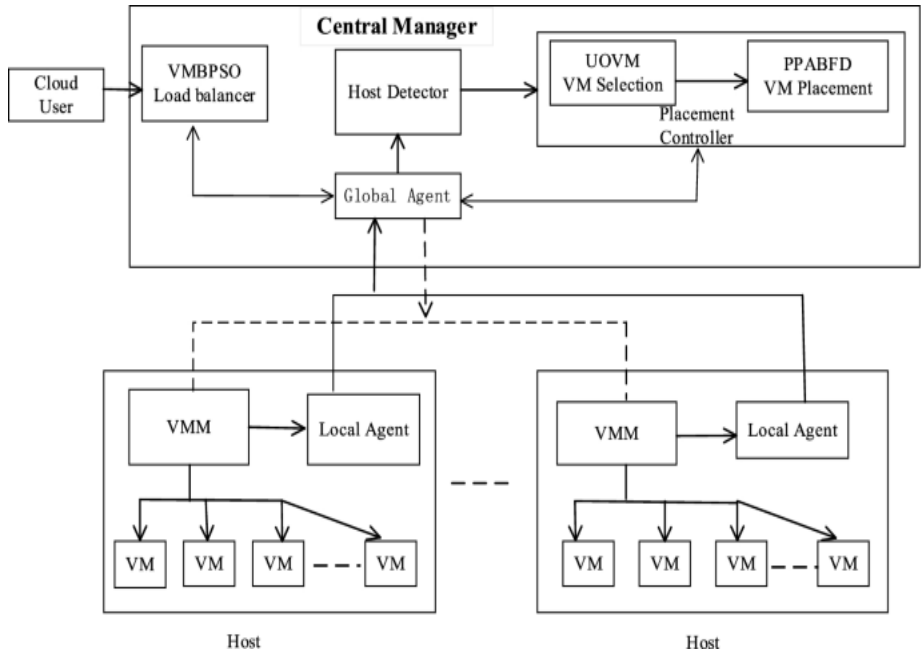 Central Manager
Cloud
User
VMBPSO
Load balancer
Host Detector
UOVM
VM Selection
PPABFD
VM Placement
Placement
Controller
Global Agent
VMM
Local Agent
VM
VM
VM
VM
Host
VMM
Local Agent
VM
VM
VM
VM
Host